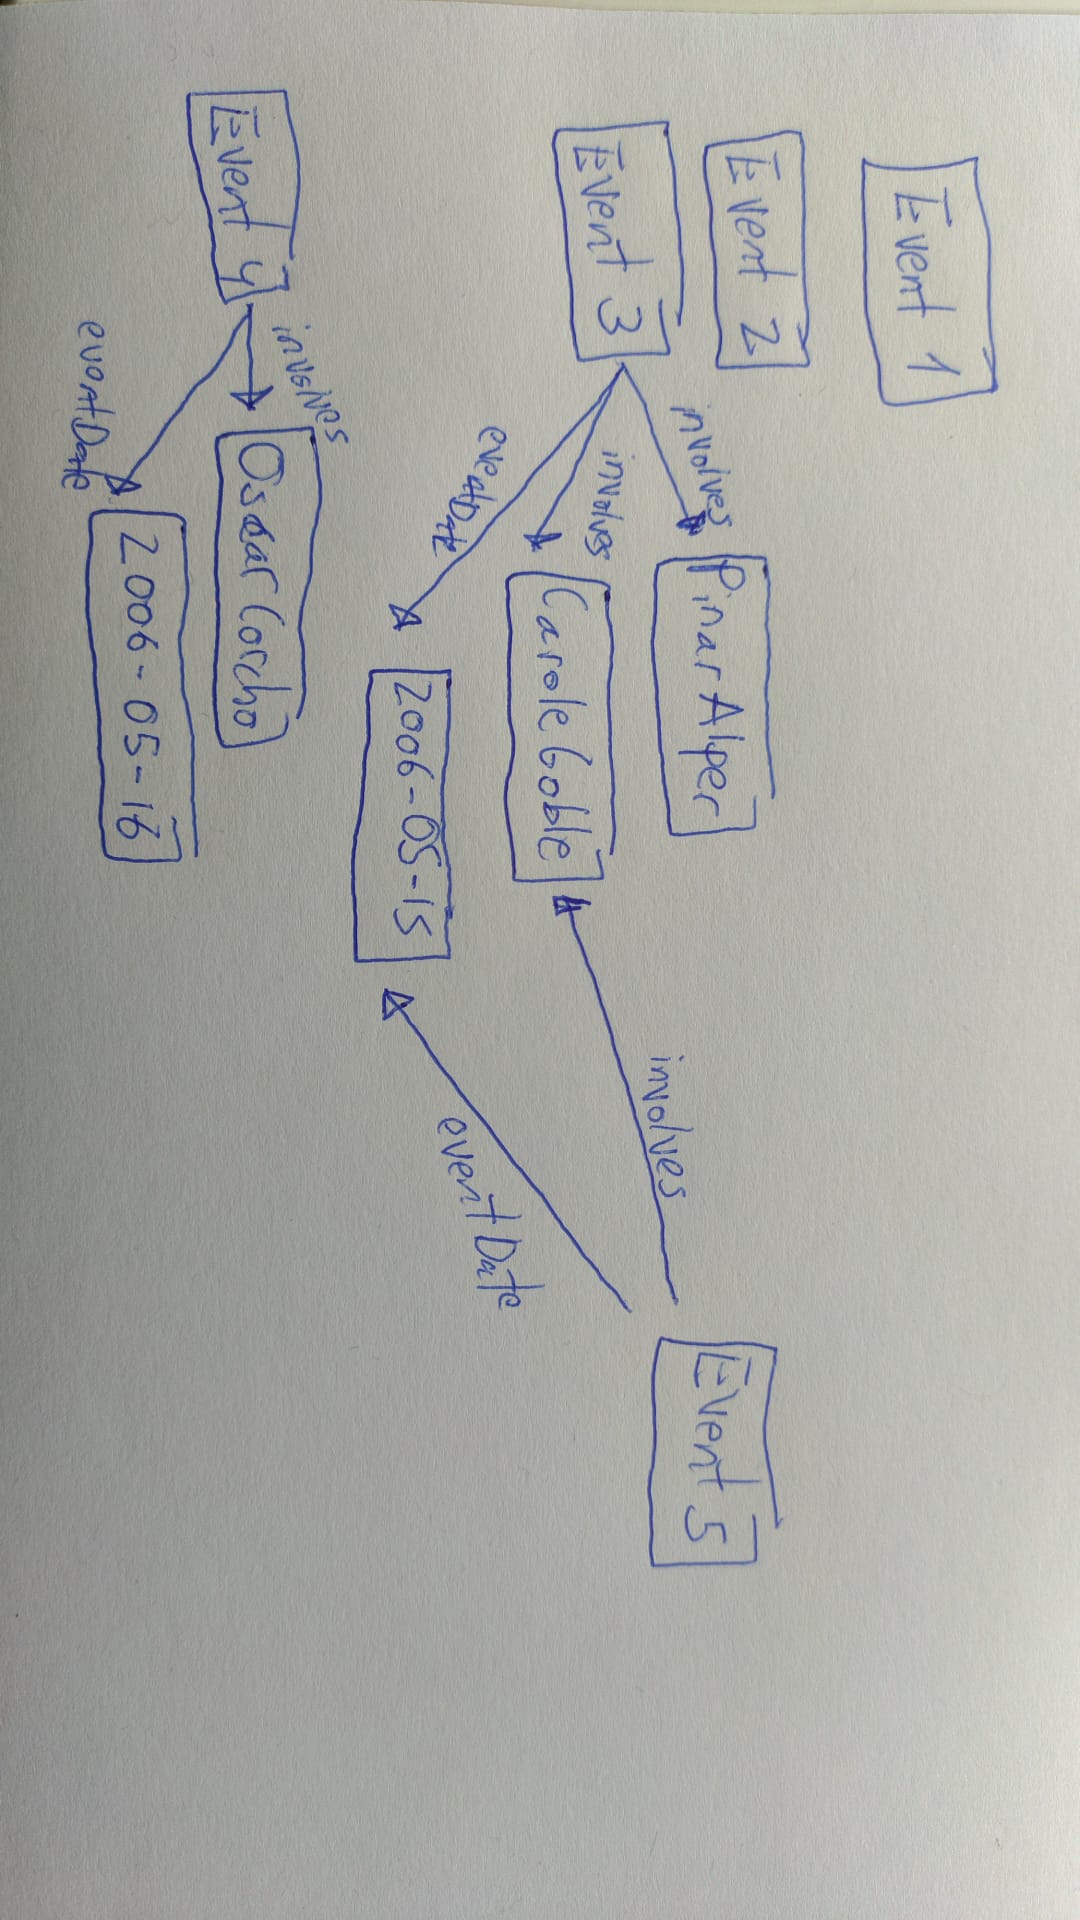 Event 1
Event 2
Event 3
involves
Pinar Alper
involves
Carole Goble
eventDate
2006-05-15
involves
eventDate
Event 5
Event 4
involves
Oscar Corcho
eventDate
2006-05-16